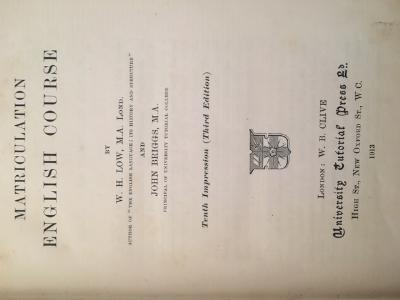 MATRICULATION
ENGLISH COURSE
BY
W. H. LOW, M.A. LOND.
AUTHOR OF "THE ENGLISH LANGUAGE; ITS HISTORY AND STRUCTURE"
AND
JOHN BRIGGS, M.A.
PRINCIPAL OF UNIVERSITY TUTORIAL COLLEGE
Tenth Impression (Third Edition)
LONDON: W. B. CLIVE
University Tutorial Press Ld.
HIGH ST., NEW OXFORD ST., W.C.
1913